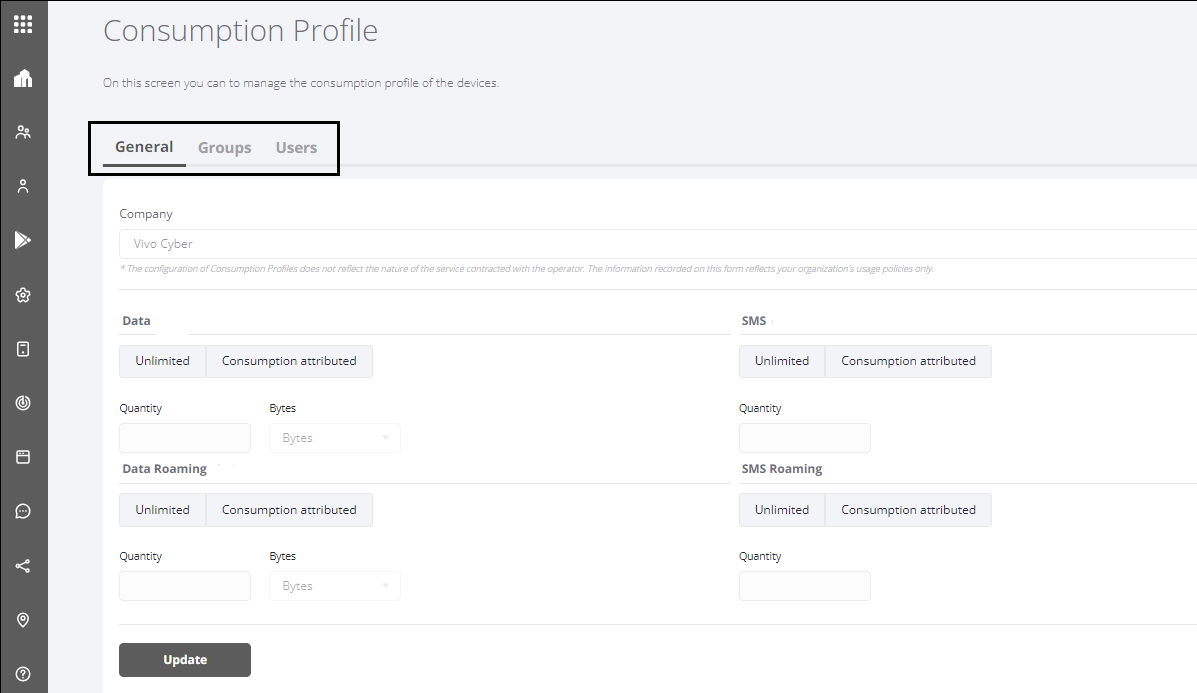 Consumption Profile
On this screen you can to manage the consumption profile of the devices.
General Groups Users
Company
Vivo Cyber
* The configuration of Consumption Profiles does not reflect the nature of the service contracted with the operator. The information recorded on this form reflects your organization's usage policies only.
Data SMS
Unlimited Consumption attributed Unlimited Consumption attributed
Quantity Bytes Quantity
Bytes
Data Roaming SMS Roaming
Unlimited Consumption attributed Unlimited Consumption attributed
Quantity Bytes Quantity
Bytes
Update